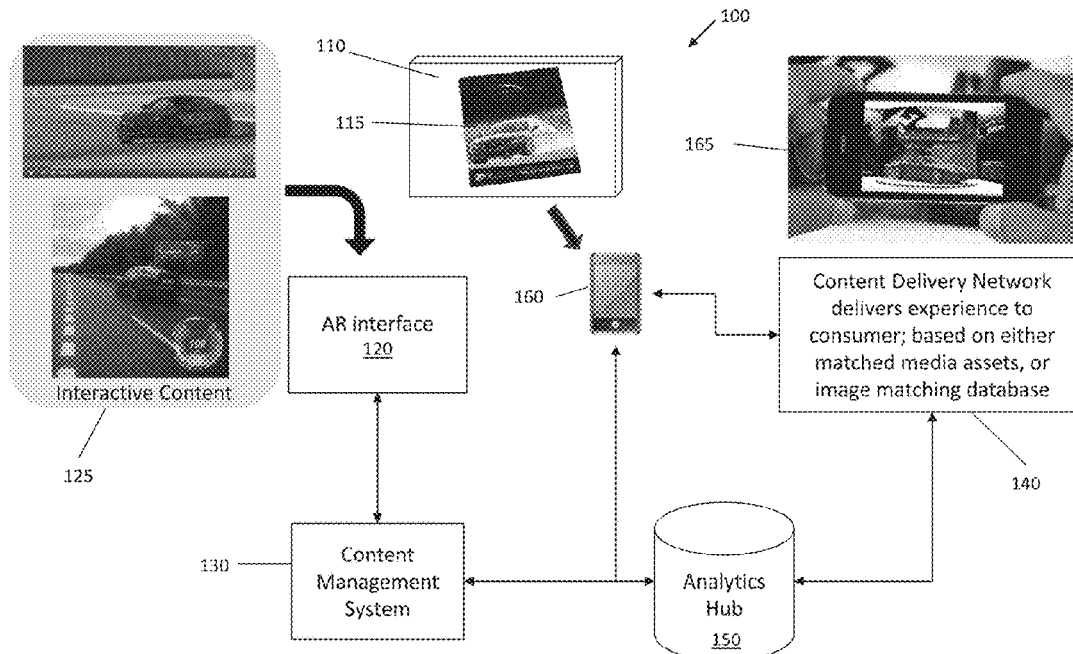 100
110
115
165
160
Interactive Content
125
AR interface
120
Content Delivery Network
delivers experience to
consumer; based on either
matched media assets, or
image matching database
140
130
Content
Management
System
Analytics
Hub
150